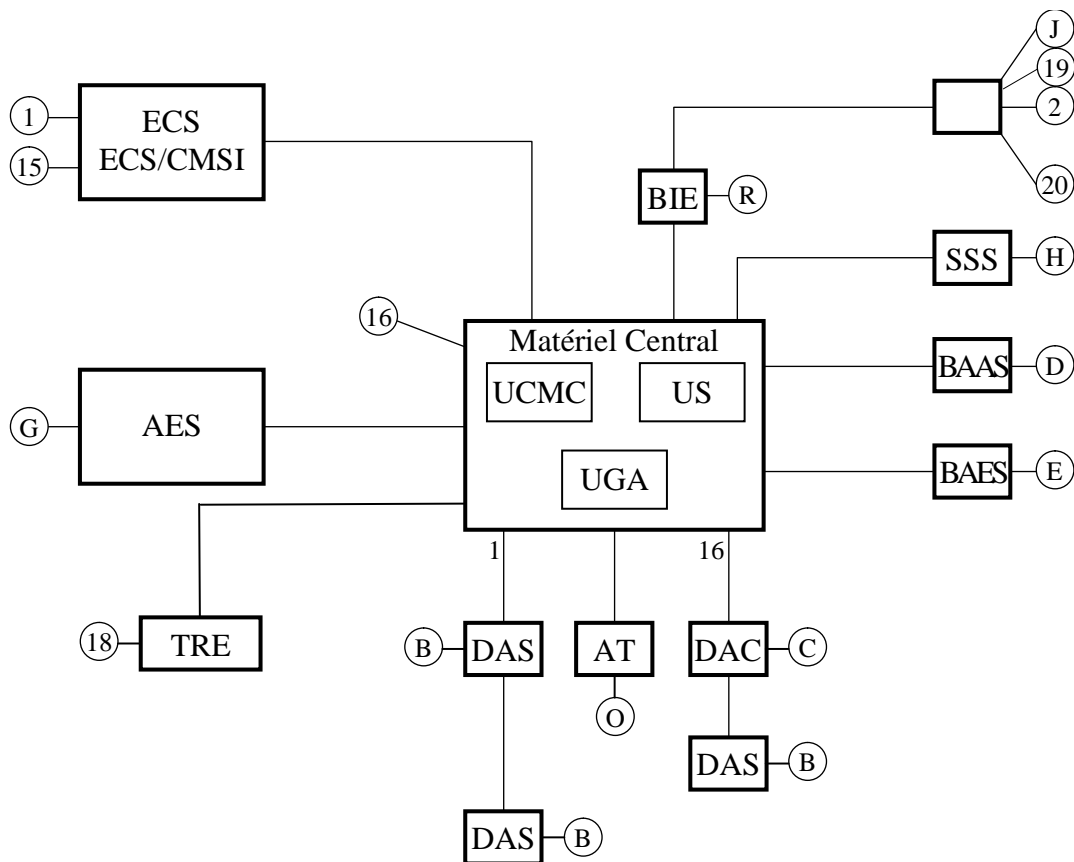 J
19
1
ECS
2
15
ECS/CMSI
20
BIE
R
SSS
H
16
Matériel Central
UCMC
US
BAAS
D
G
AES
UGA
BAES
E
1
16
18
TRE
B
DAS
AT
DAC
C
O
DAS
B
DAS
B